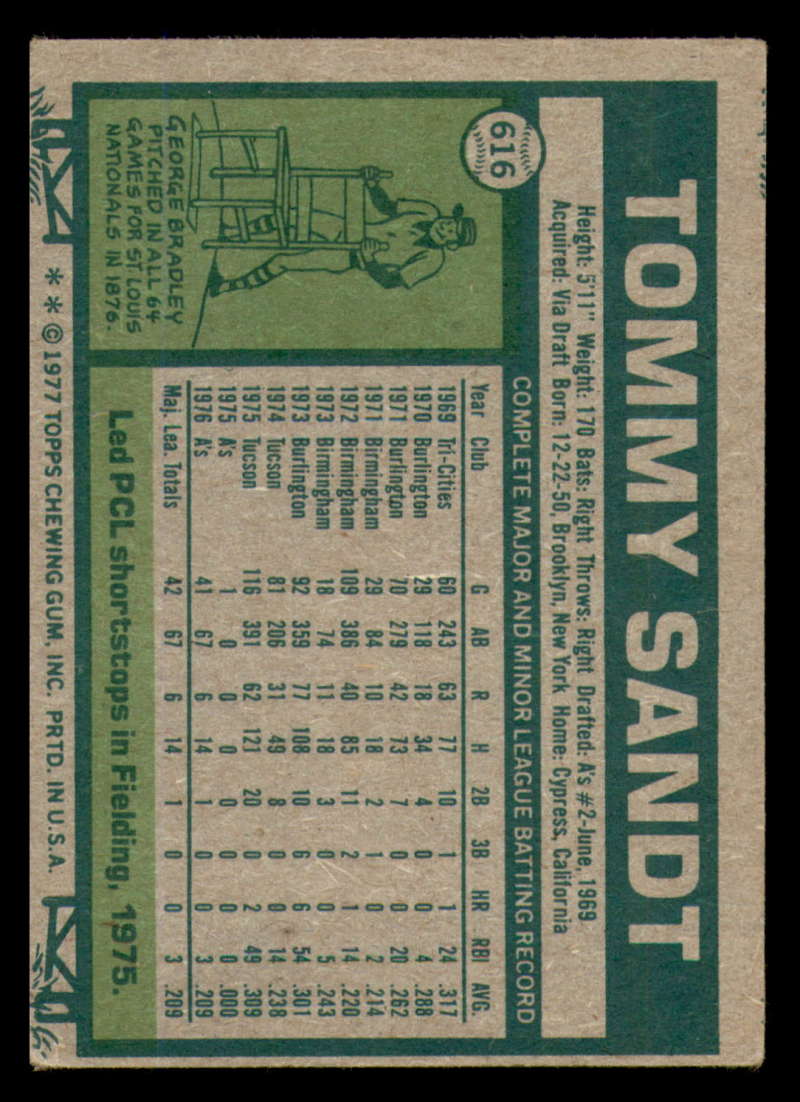 616
TOMMY SANDT
Height: 5'11" Weight: 170 Bats: Right Throws: Right Drafted: A's #2-June, 1969
Acquired: Via Draft Born: 12-22-50, Brooklyn, New York Home: Cypress, California
COMPLETE MAJOR AND MINOR LEAGUE BATTING RECORD
Year Club G AB R H 2B 3B HR RBI AVG.
1969 Tri-Cities 60 243 63 77 10 1 1 24 .317
1970 Burlington 29 118 18 34 4 0 0 4 .288
1971 Burlington 70 279 42 73 7 0 0 20 .262
1971 Birmingham 29 84 10 18 2 1 0 2 .214
1972 Birmingham 109 386 40 85 11 2 1 14 .220
1973 Birmingham 18 74 11 18 3 0 0 5 .243
1973 Burlington 92 359 77 108 10 6 6 54 .301
1974 Tucson 81 206 31 49 8 0 0 14 .238
1975 Tucson 116 391 62 121 20 0 2 49 .309
1975 A's 1 0 0 0 0 0 0 0 .000
1976 A's 41 67 6 14 1 0 0 3 .209
Maj. Lea. Totals 42 67 6 14 1 0 0 3 .209
GEORGE BRADLEY
PITCHED IN ALL 64
GAMES FOR ST. LOUIS
NATIONALS IN 1876.
Led PCL shortstops in Fielding, 1975.
* * © 1977 TOPPS CHEWING GUM, INC. PRTD. IN U.S.A.